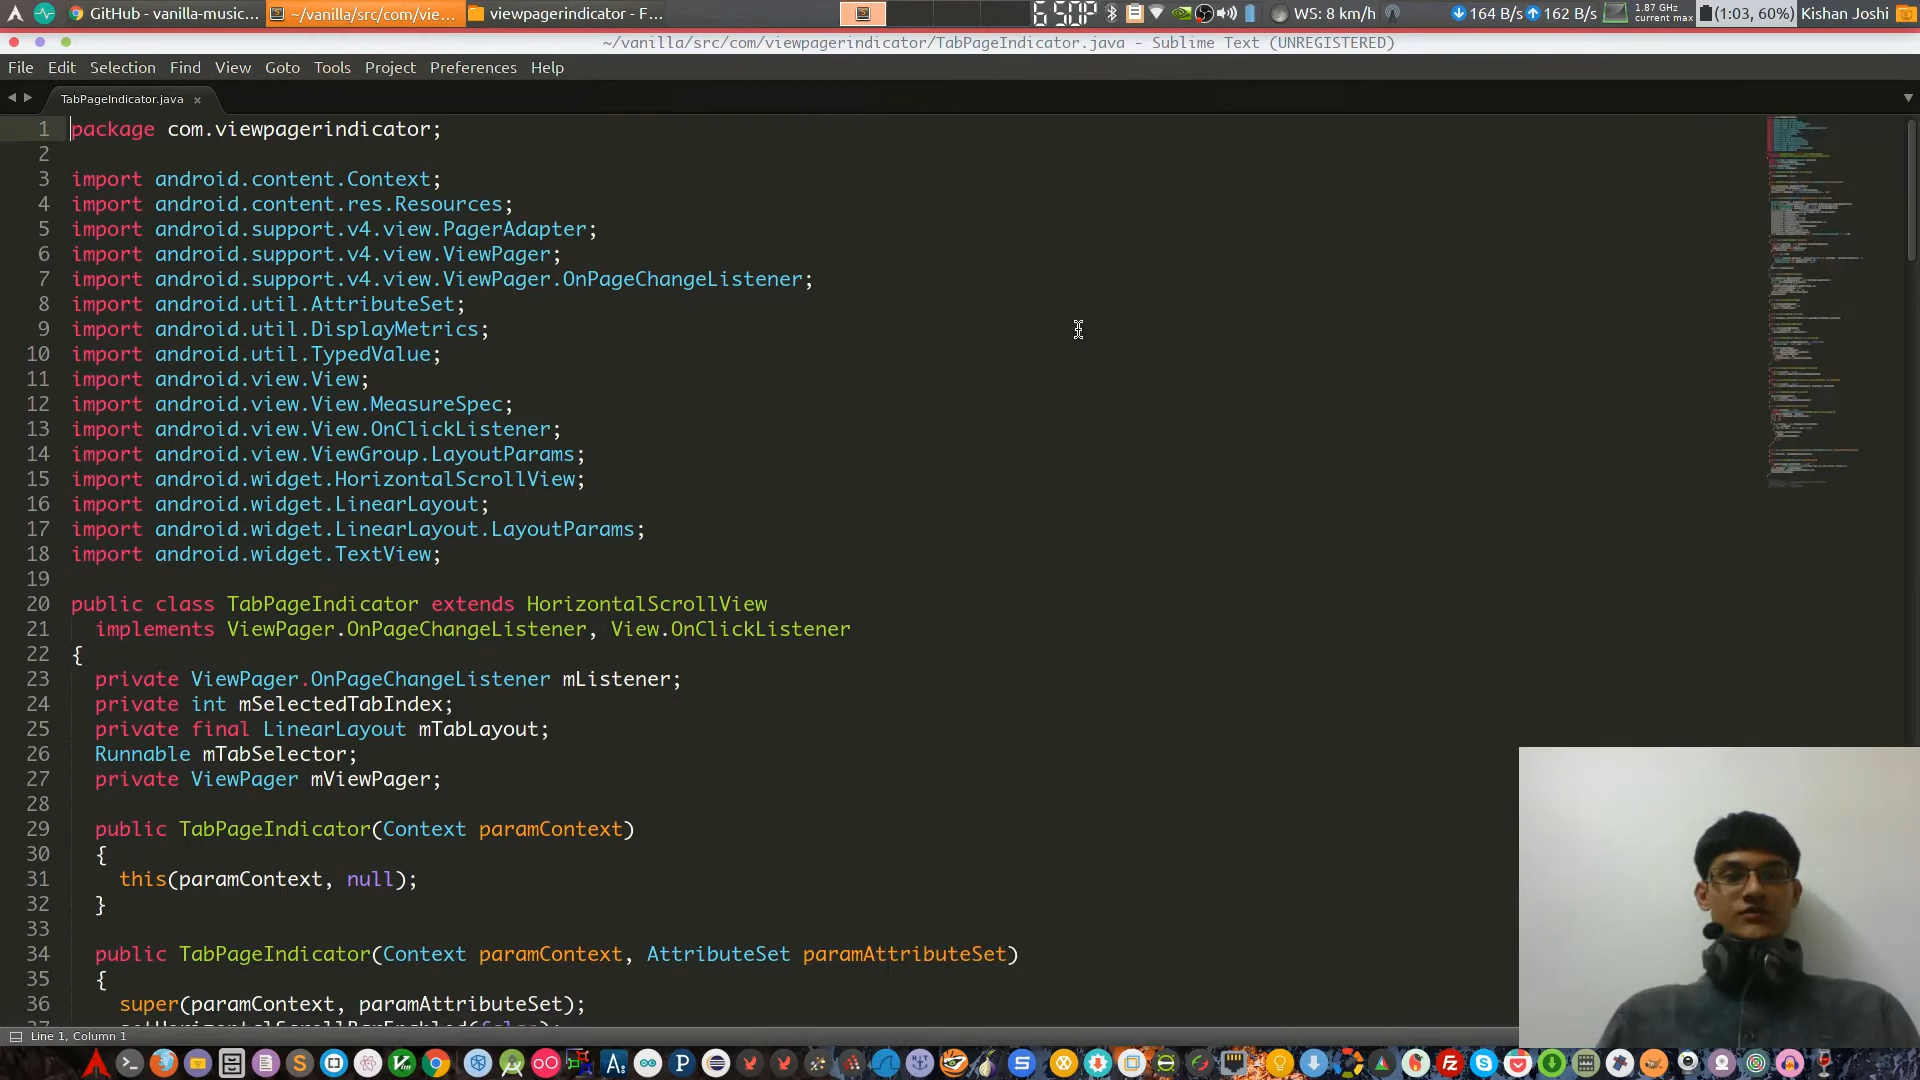 GitHub - vanilla-music...
~/vanilla/src/com/vie...
viewpagerindicator - F...
WS: 8 km/h
164 B/s
162 B/s
1.87 GHz
current max
(1:03, 60%)
Kishan Joshi
~/vanilla/src/com/viewpagerindicator/TabPageIndicator.java - Sublime Text (UNREGISTERED)
File Edit Selection Find View Goto Tools Project Preferences Help
TabPageIndicator.java
1 package com.viewpagerindicator;
2
3 import android.content.Context;
4 import android.content.res.Resources;
5 import android.support.v4.view.PagerAdapter;
6 import android.support.v4.view.ViewPager;
7 import android.support.v4.view.ViewPager.OnPageChangeListener;
8 import android.util.AttributeSet;
9 import android.util.DisplayMetrics;
10 import android.util.TypedValue;
11 import android.view.View;
12 import android.view.View.MeasureSpec;
13 import android.view.View.OnClickListener;
14 import android.view.ViewGroup.LayoutParams;
15 import android.widget.HorizontalScrollView;
16 import android.widget.LinearLayout;
17 import android.widget.LinearLayout.LayoutParams;
18 import android.widget.TextView;
19
20 public class TabPageIndicator extends HorizontalScrollView
21 implements ViewPager.OnPageChangeListener, View.OnClickListener
22 {
23 private ViewPager.OnPageChangeListener mListener;
24 private int mSelectedTabIndex;
25 private final LinearLayout mTabLayout;
26 Runnable mTabSelector;
27 private ViewPager mViewPager;
28
29 public TabPageIndicator(Context paramContext)
30 {
31 this(paramContext, null);
32 }
33
34 public TabPageIndicator(Context paramContext, AttributeSet paramAttributeSet)
35 {
36 super(paramContext, paramAttributeSet);
Line 1, Column 1